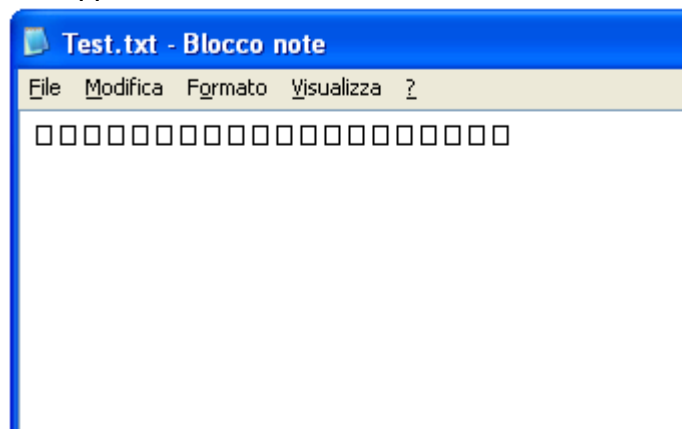 Test.txt - Blocco note
File Modifica Formato Visualizza ?
□□□□□□□□□□□□□□□□□□□□